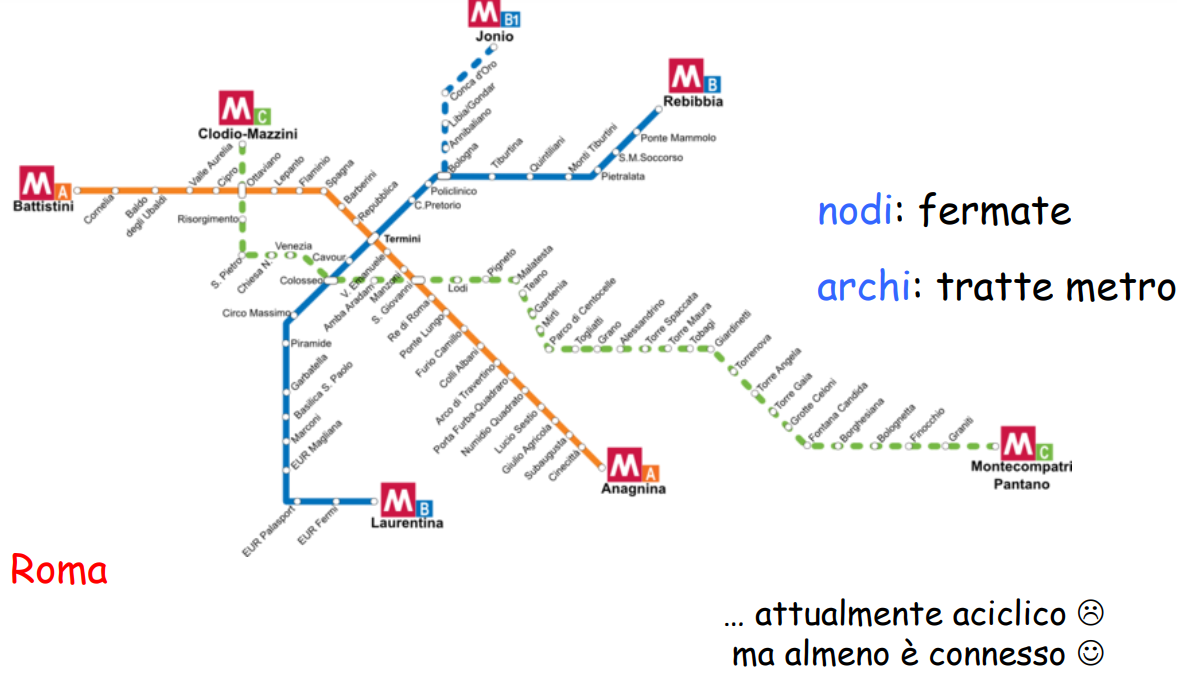 M B1
Jonio
M B
Rebibbia
M C
Clodio-Mazzini
M A
Battistini
Cornelia
Baldo
degli Ubaldi
Valle Aurelia
Cipro
Ottaviano
Lepanto
Flaminio
Spagna
Barberini
Repubblica
Termini
Conca d'Oro
Libia/Gondar
Annibaliano
Bologna
Tiburtina
Quintiliani
Monti Tiburtini
Pietralata
S.M.Soccorso
Ponte Mammolo
Policlinico
C.Pretorio
Risorgimento
S. Pietro
Chiesa N.
Venezia
Cavour
Colosseo
Circo Massimo
Piramide
Garbatella
Basilica S. Paolo
Marconi
EUR Magliana
EUR Palasport
EUR Fermi
M B
Laurentina
V. Emanuele
Amba Aradam
Manzoni
S. Giovanni
Re di Roma
Ponte Lungo
Furio Camillo
Colli Albani
Arco di Travertino
Porta Furba-Quadraro
Numidio Quadrato
Lucio Sestio
Giulio Agricola
Subaugusta
Cinecittà
M A
Anagnina
Lodi
Pigneto
Malatesta
Teano
Gardenia
Mirti
Parco di Centocelle
Togliatti
Grano
Alessandrino
Torre Spaccata
Torre Maura
Tobagi
Giardinetti
Torrenova
Torre Angela
Torre Gaia
Grotte Celoni
Fontana Candida
Borghesiana
Bolognetta
Finocchio
Graniti
M C
Montecompatri
Pantano
nodi: fermate
archi: tratte metro
Roma
... attualmente aciclico ☹
ma almeno è connesso ☺